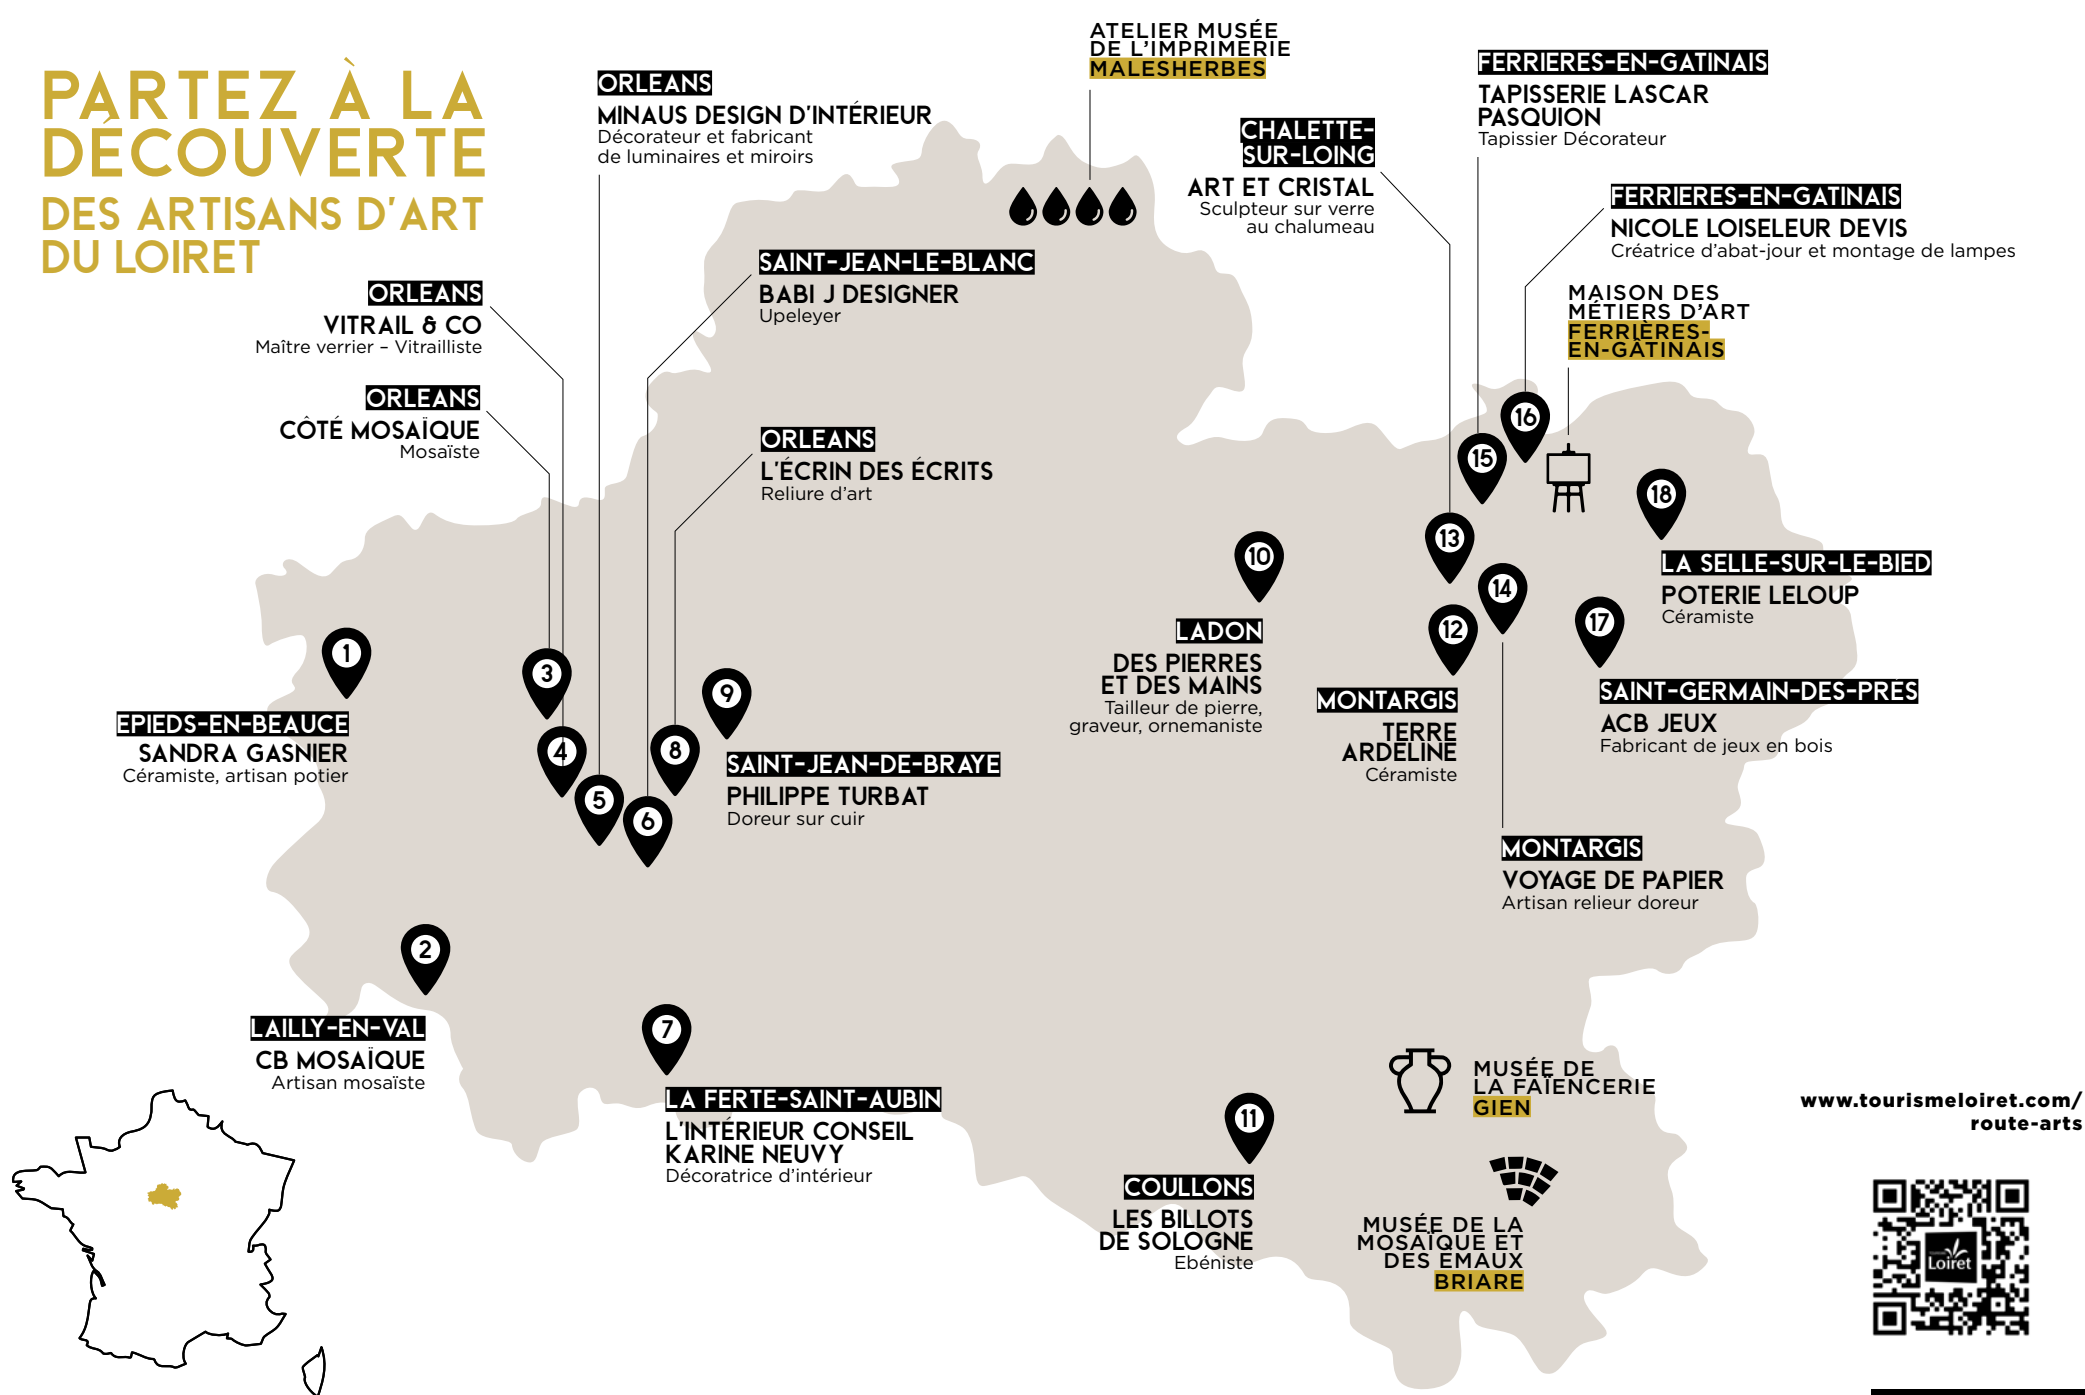 PARTEZ À LA
DÉCOUVERTE
DES ARTISANS D'ART
DU LOIRET
ORLEANS
MINAUS DESIGN D'INTÉRIEUR
Décorateur et fabricant
de luminaires et miroirs
ATELIER MUSÉE
DE L'IMPRIMERIE
MALESHERBES
CHALETTE-
SUR-LOING
ART ET CRISTAL
Sculpteur sur verre
au chalumeau
FERRIERES-EN-GATINAIS
TAPISSERIE LASCAR
PASQUION
Tapissier Décorateur
FERRIERES-EN-GATINAIS
NICOLE LOISELEUR DEVIS
Créatrice d'abat-jour et montage de lampes
MAISON DES
MÉTIERS D'ART
FERRIÈRES-
EN-GÂTINAIS
SAINT-JEAN-LE-BLANC
BABI J DESIGNER
Upeleyer
ORLEANS
VITRAIL & CO
Maître verrier – Vitrailliste
ORLEANS
CÔTÉ MOSAÏQUE
Mosaïste
ORLEANS
L'ÉCRIN DES ÉCRITS
Reliure d'art
16
15
18
13
10
14
17
12
1
3
9
4
8
5
6
LA SELLE-SUR-LE-BIED
POTERIE LELOUP
Céramiste
LADON
DES PIERRES
ET DES MAINS
Tailleur de pierre,
graveur, ornemaniste
MONTARGIS
TERRE
ARDELINE
Céramiste
SAINT-GERMAIN-DES-PRÉS
ACB JEUX
Fabricant de jeux en bois
EPIEDS-EN-BEAUCE
SANDRA GASNIER
Céramiste, artisan potier
SAINT-JEAN-DE-BRAYE
PHILIPPE TURBAT
Doreur sur cuir
MONTARGIS
VOYAGE DE PAPIER
Artisan relieur doreur
2
LAILLY-EN-VAL
CB MOSAÏQUE
Artisan mosaïste
7
LA FERTE-SAINT-AUBIN
L'INTÉRIEUR CONSEIL
KARINE NEUVY
Décoratrice d'intérieur
11
COULLONS
LES BILLOTS
DE SOLOGNE
Ebéniste
MUSÉE DE
LA FAÏENCERIE
GIEN
MUSÉE DE LA
MOSAÏQUE ET
DES ÉMAUX
BRIARE
www.tourismeloiret.com/
route-arts
Loiret